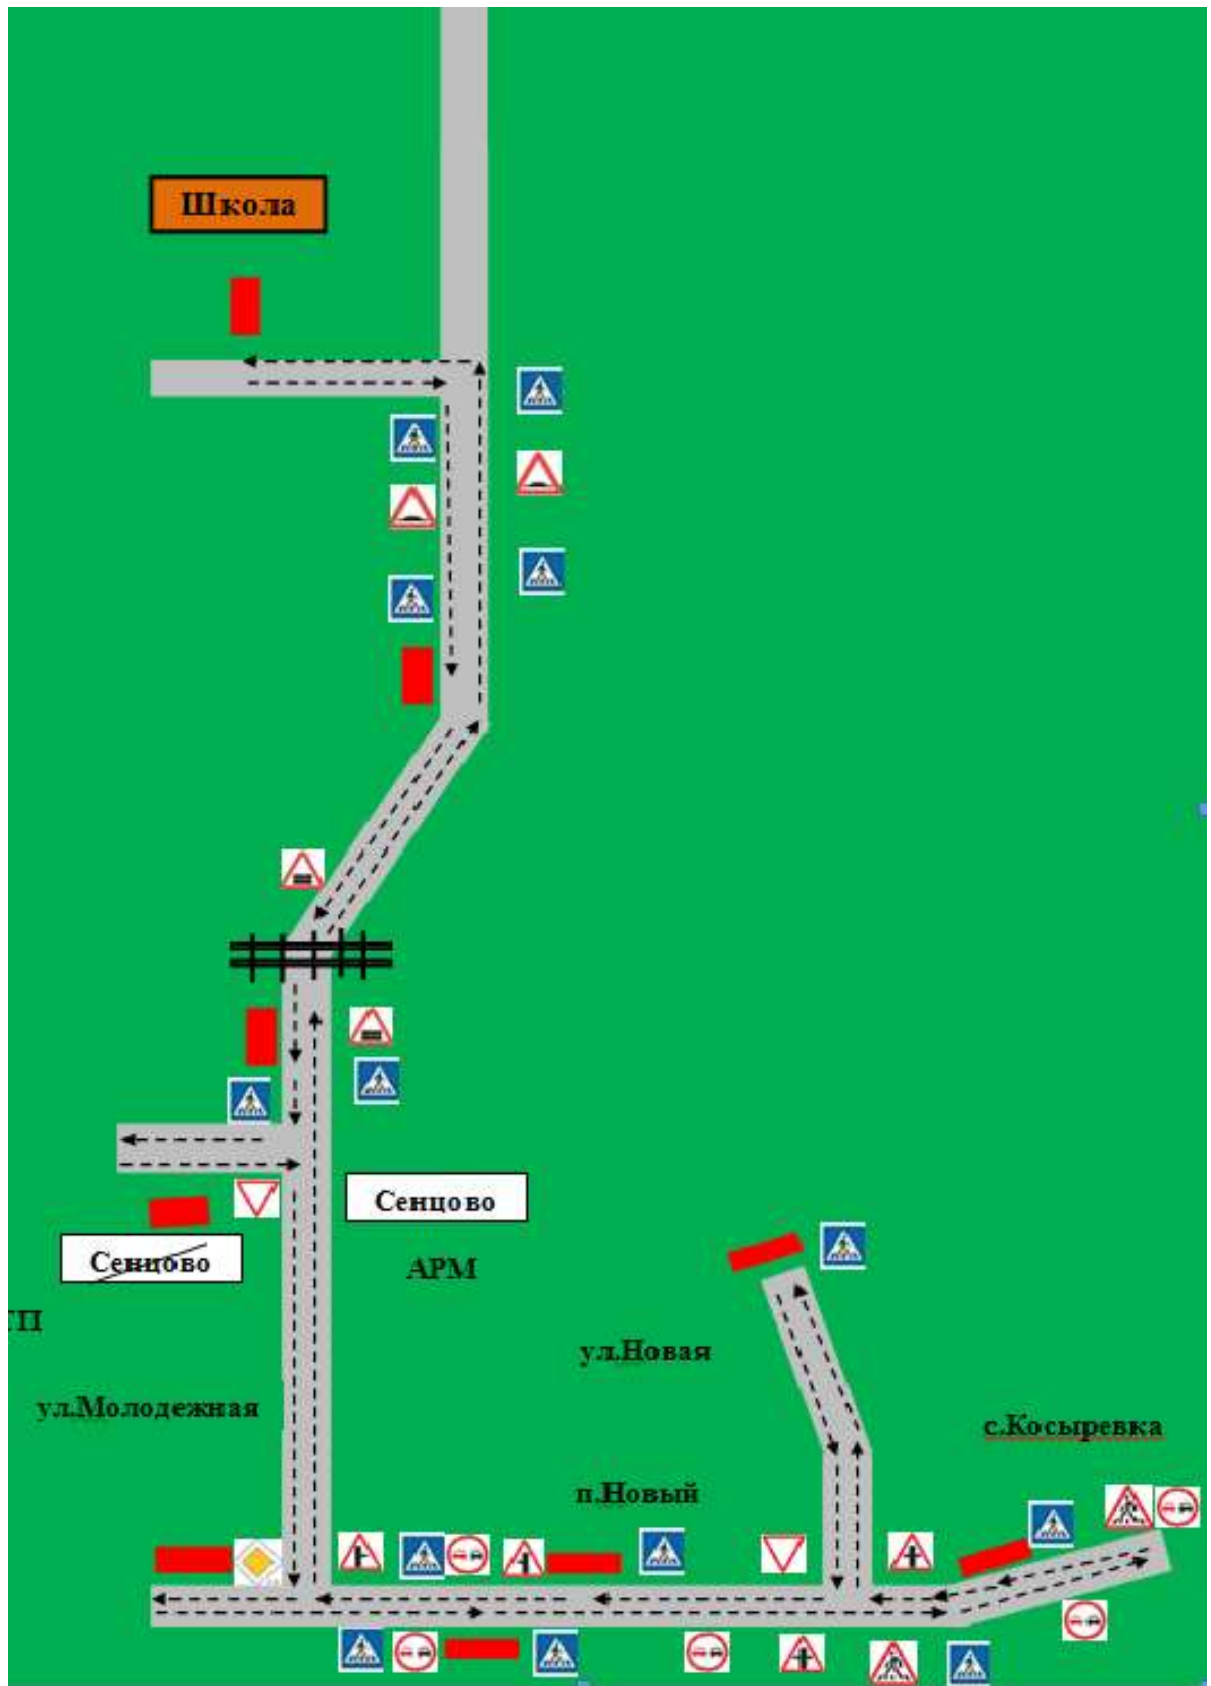 Школа
Сенцово
Сенцово
АРМ
ул.Новая
ул.Молодежная
с.Косыревка
п.Новый